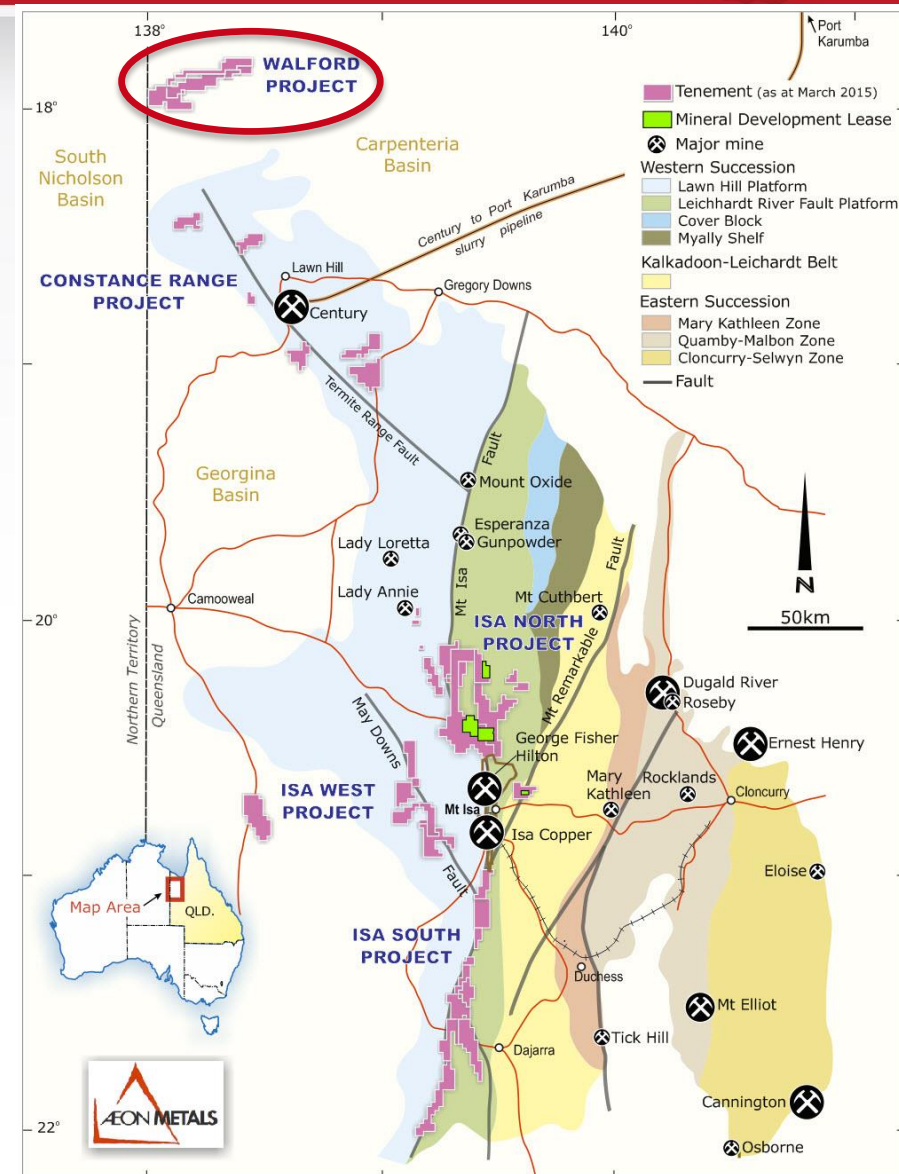 138°
140°
Port
Karumba
WALFORD
PROJECT
18°
Tenement (as at March 2015)
Mineral Development Lease
Major mine
Western Succession
Lawn Hill Platform
Leichhardt River Fault Platform
Cover Block
Myally Shelf
Kalkadoon-Leichardt Belt
Eastern Succession
Mary Kathleen Zone
Quamby-Malbon Zone
Cloncurry-Selwyn Zone
Fault
South
Nicholson
Basin
Carpenteria
Basin
Century to Port Karumba
slurry pipeline
CONSTANCE RANGE
PROJECT
Lawn Hill
Gregory Downs
Century
Termite Range Fault
Fault
Mount Oxide
Georgina
Basin
Esperanza
Gunpowder
Lady Loretta
Lady Annie
Mt Isa
Fault
Mt Cuthbert
N
50km
Camooweal
20°
ISA NORTH
PROJECT
Mt Remarkable
Northern Territory
Queensland
Dugald River
Roseby
May Downs
George Fisher
Hilton
Ernest Henry
ISA WEST
PROJECT
Mary
Kathleen
Rocklands
Cloncurry
Mt Isa
Isa Copper
Fault
Eloise
Map Area
QLD.
ISA SOUTH
PROJECT
Duchess
Mt Elliot
Dajarra
Tick Hill
ÆON METALS
Cannington
22°
Osborne